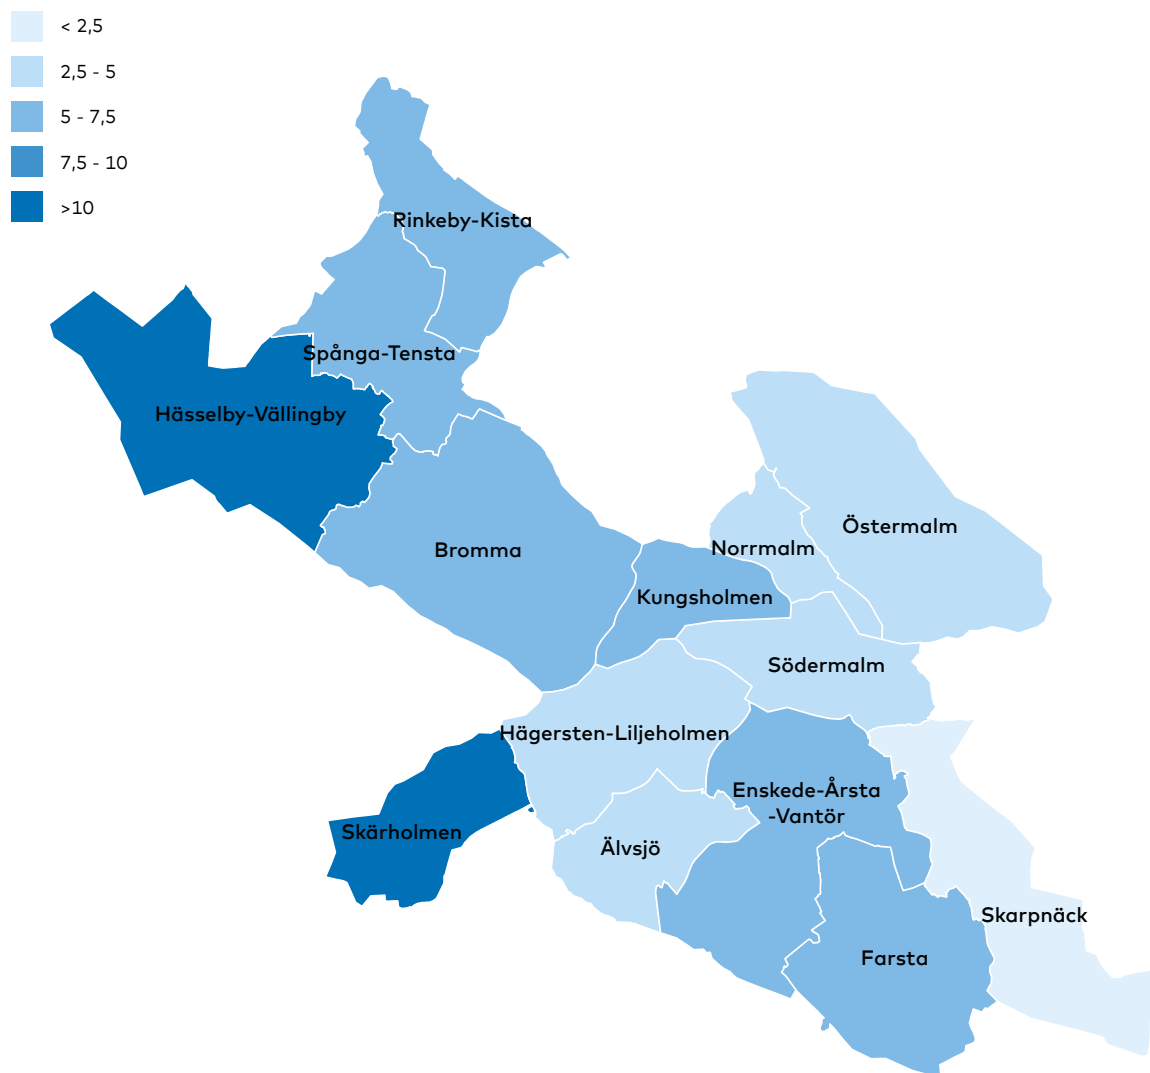 < 2,5
2,5 - 5
5 - 7,5
7,5 - 10
>10
Rinkeby-Kista
Spånga-Tensta
Hässelby-Vällingby
Östermalm
Norrmalm
Bromma
Kungsholmen
Södermalm
Hägersten-Liljeholmen
Enskede-Årsta
-Vantör
Skärholmen
Älvsjö
Skarpnäck
Farsta